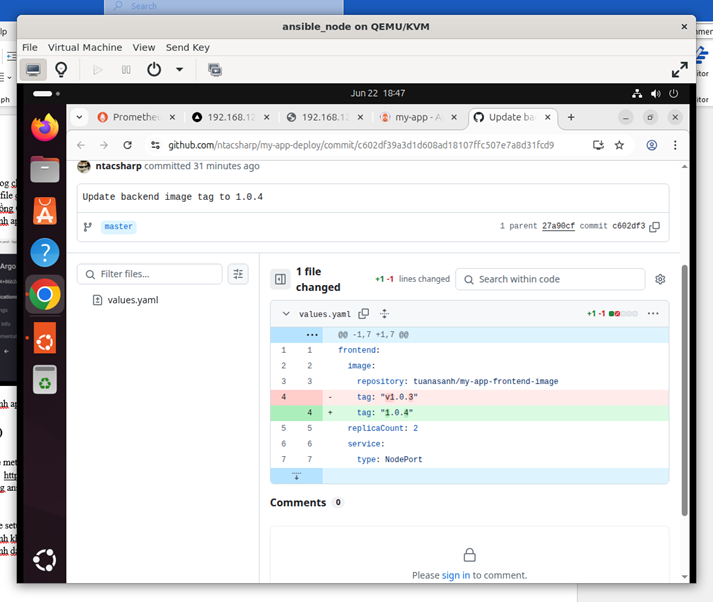 Search
ansible_node on QEMU/KVM
File Virtual Machine View Send Key
Jun 22 18:47
Prometheu
192.168.12
192.168.12
my-app - A
Update ba
github.com/ntacsharp/my-app-deploy/commit/c602df39a3d1d608ad18107ffc507e7a8d31fcd9
ntacsharp committed 31 minutes ago
Update backend image tag to 1.0.4
master
1 parent 27a90cf commit c602df3
Filter files...
values.yaml
1 file changed
+1 -1 lines changed
Search within code
values.yaml
+1 -1
@@ -1,7 +1,7 @@
1 1 frontend:
2 2 image:
3 3 repository: tuanasanh/my-app-frontend-image
4 - tag: "v1.0.3"
4 + tag: "1.0.4"
5 5 replicaCount: 2
6 6 service:
7 7 type: NodePort
Comments 0
Please sign in to comment.